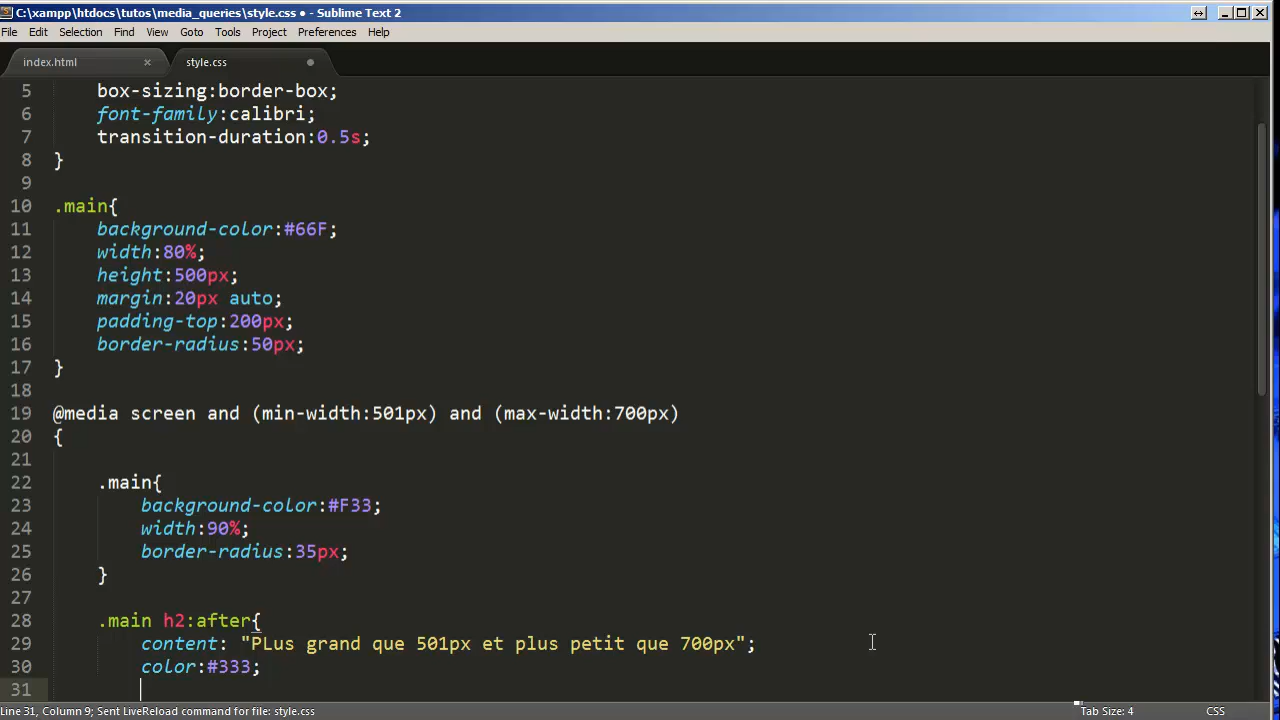 C:\xampp\htdocs\tutos\media_queries\style.css • - Sublime Text 2
File Edit Selection Find View Goto Tools Project Preferences Help
index.html × style.css
5 box-sizing:border-box;
6 font-family:calibri;
7 transition-duration:0.5s;
8 }
9
10 .main{
11 background-color:#66F;
12 width:80%;
13 height:500px;
14 margin:20px auto;
15 padding-top:200px;
16 border-radius:50px;
17 }
18
19 @media screen and (min-width:501px) and (max-width:700px)
20 {
21
22 .main{
23 background-color:#F33;
24 width:90%;
25 border-radius:35px;
26 }
27
28 .main h2:after{
29 content: "PLus grand que 501px et plus petit que 700px";
30 color:#333;
31
Line 31, Column 9; Sent LiveReload command for file: style.css Tab Size: 4 CSS